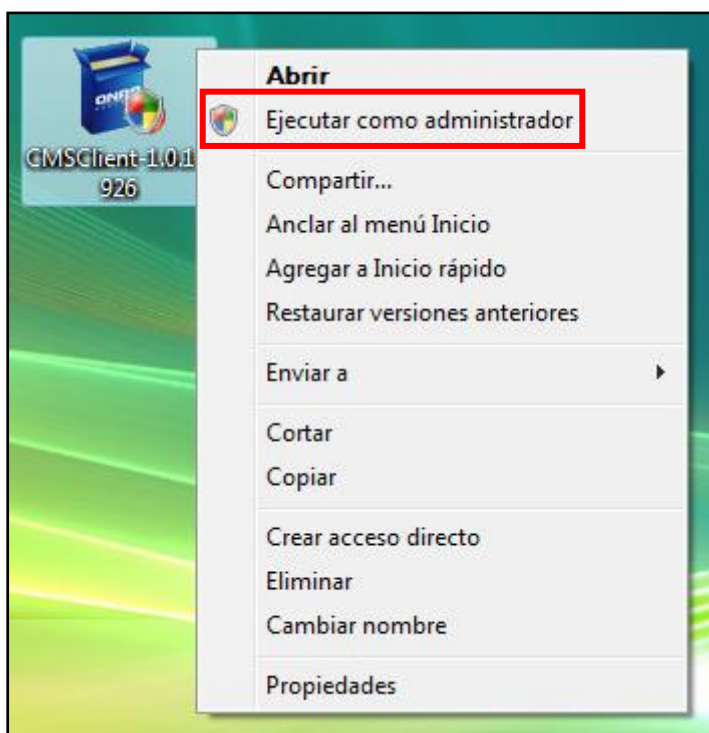 QNAP
CMSClient-1.0.1
926
Abrir
Ejecutar como administrador
Compartir...
Anclar al menú Inicio
Agregar a Inicio rápido
Restaurar versiones anteriores
Enviar a
Cortar
Copiar
Crear acceso directo
Eliminar
Cambiar nombre
Propiedades